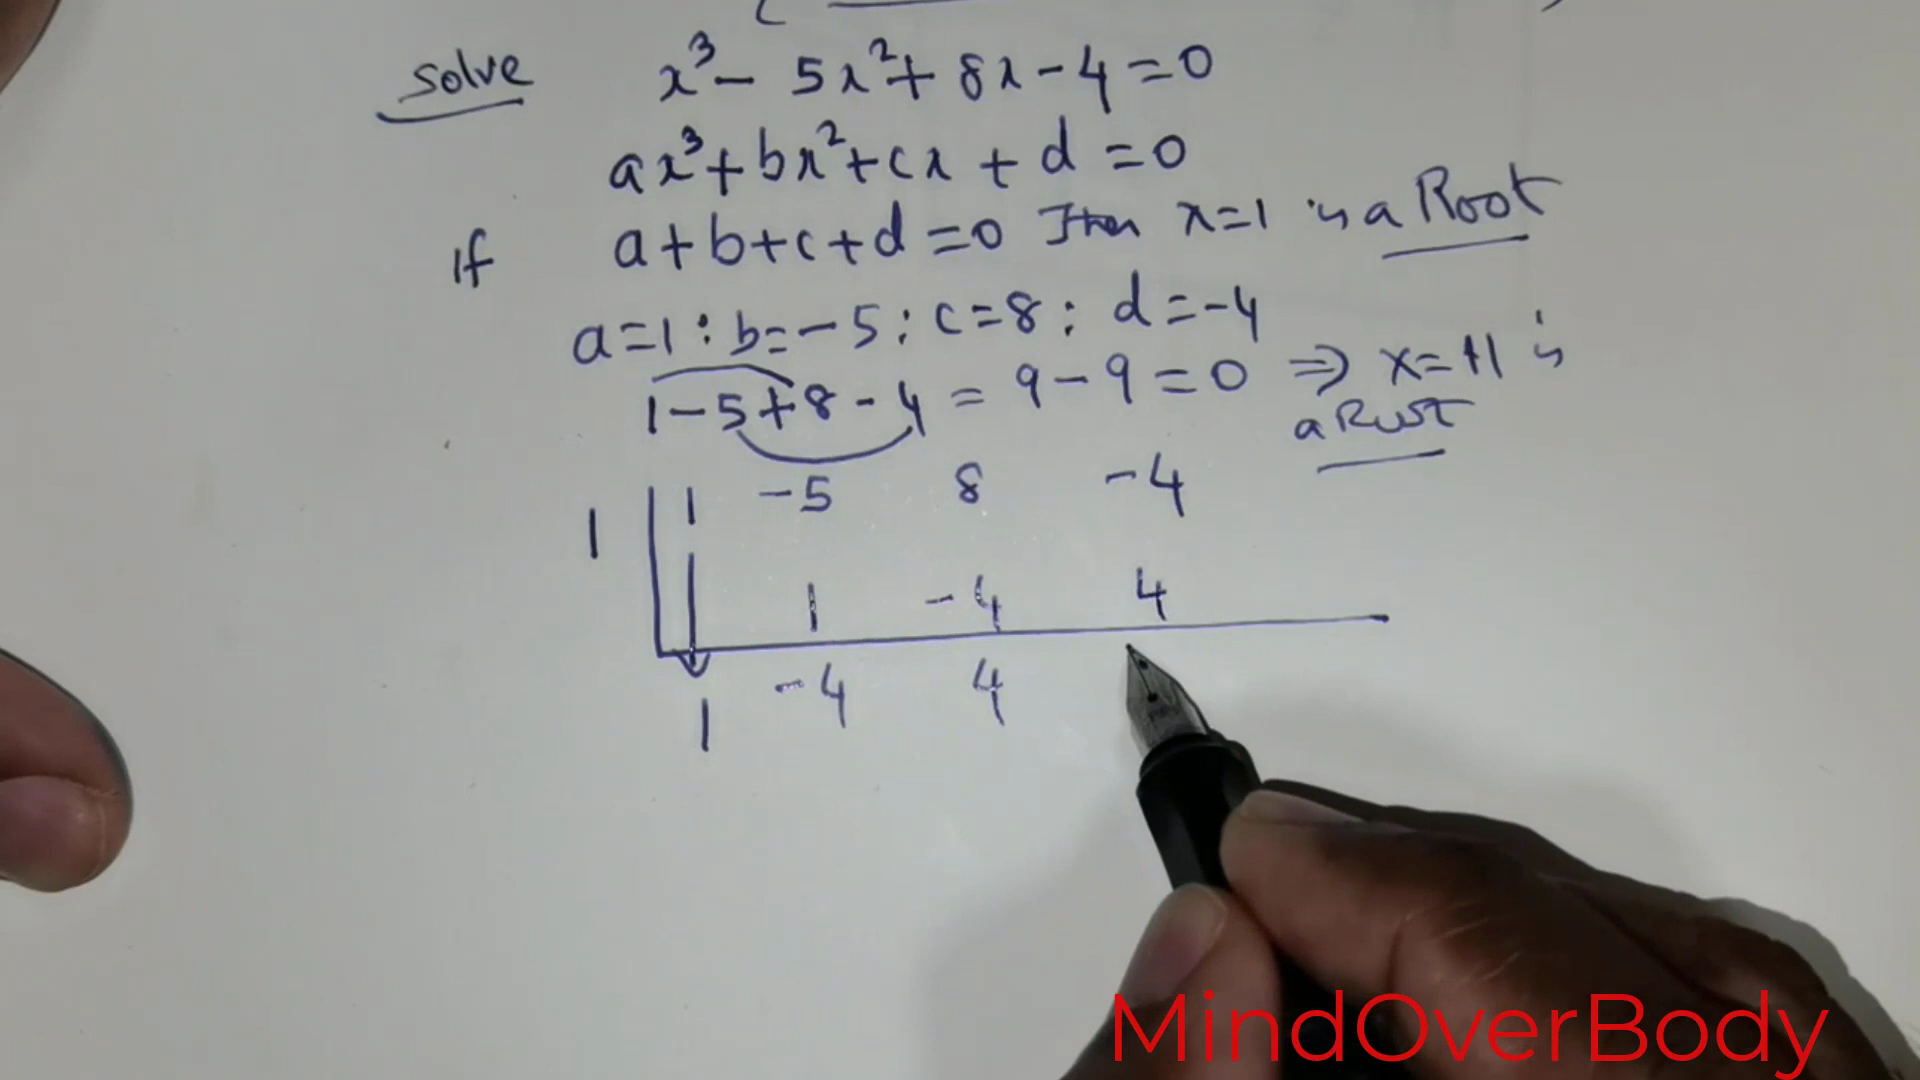 Solve x³ - 5x² + 8x - 4 = 0
ax³ + bx² + cx + d = 0
If a + b + c + d = 0 Then x = 1 is a Root
a = 1 : b = - 5 ; c = 8 ; d = -4
1 - 5 + 8 - 4 = 9 - 9 = 0 ⇒ x = +1 is
a Root
1 1 -5 8 -4
1 -4 4
1 -4 4
MindOverBody